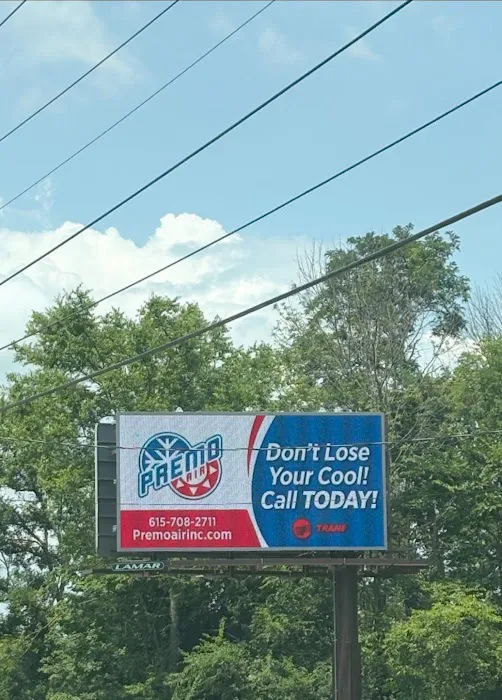 PREMO
AIR
615-708-2711
Premoairinc.com
Don't Lose
Your Cool!
Call TODAY!
TRANE
LAMAR